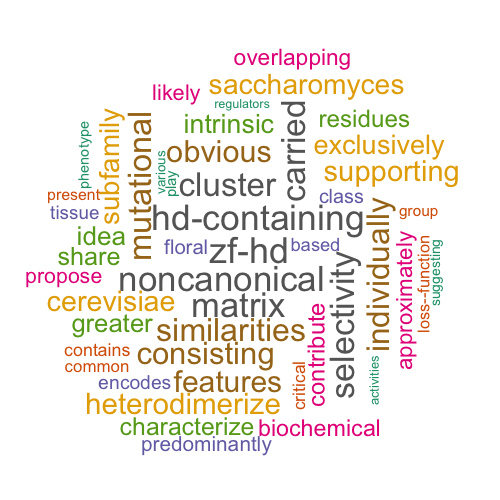 overlapping
saccharomyces
likely
regulators
intrinsic
residues
carried
phenotype
subfamily
mutational
obvious
exclusively
supporting
various
play
cluster
class
present
tissue
hd-containing
individually
group
idea
share
floral
zf-hd
based
propose
noncanonical
selectivity
approximately
loss--function
suggesting
cerevisiae
matrix
greater
similarities
contribute
contains
common
consisting
encodes
features
critical
activities
heterodimerize
characterize
biochemical
predominantly